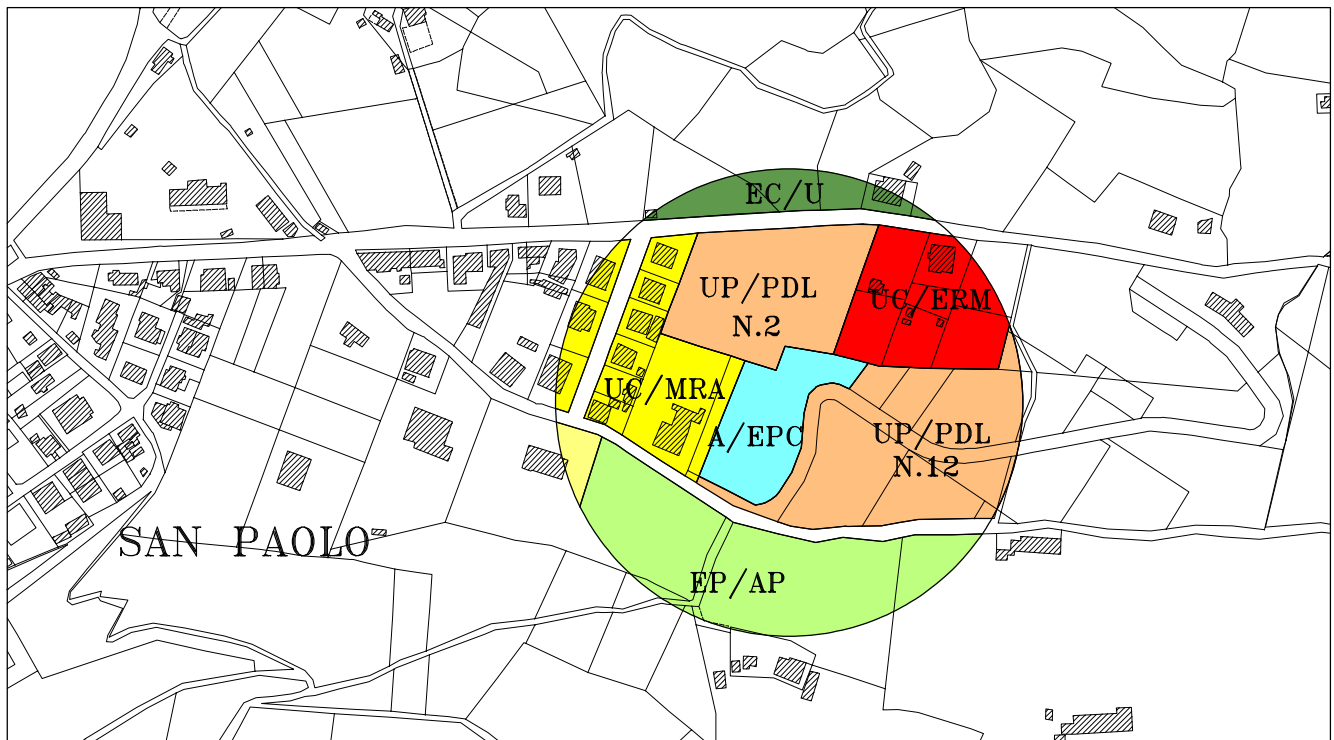 EC/U
UP/PDL
N.2
UC/ERM
UC/MRA
A/EPC
UP/PDL
N.12
SAN PAOLO
EP/AP